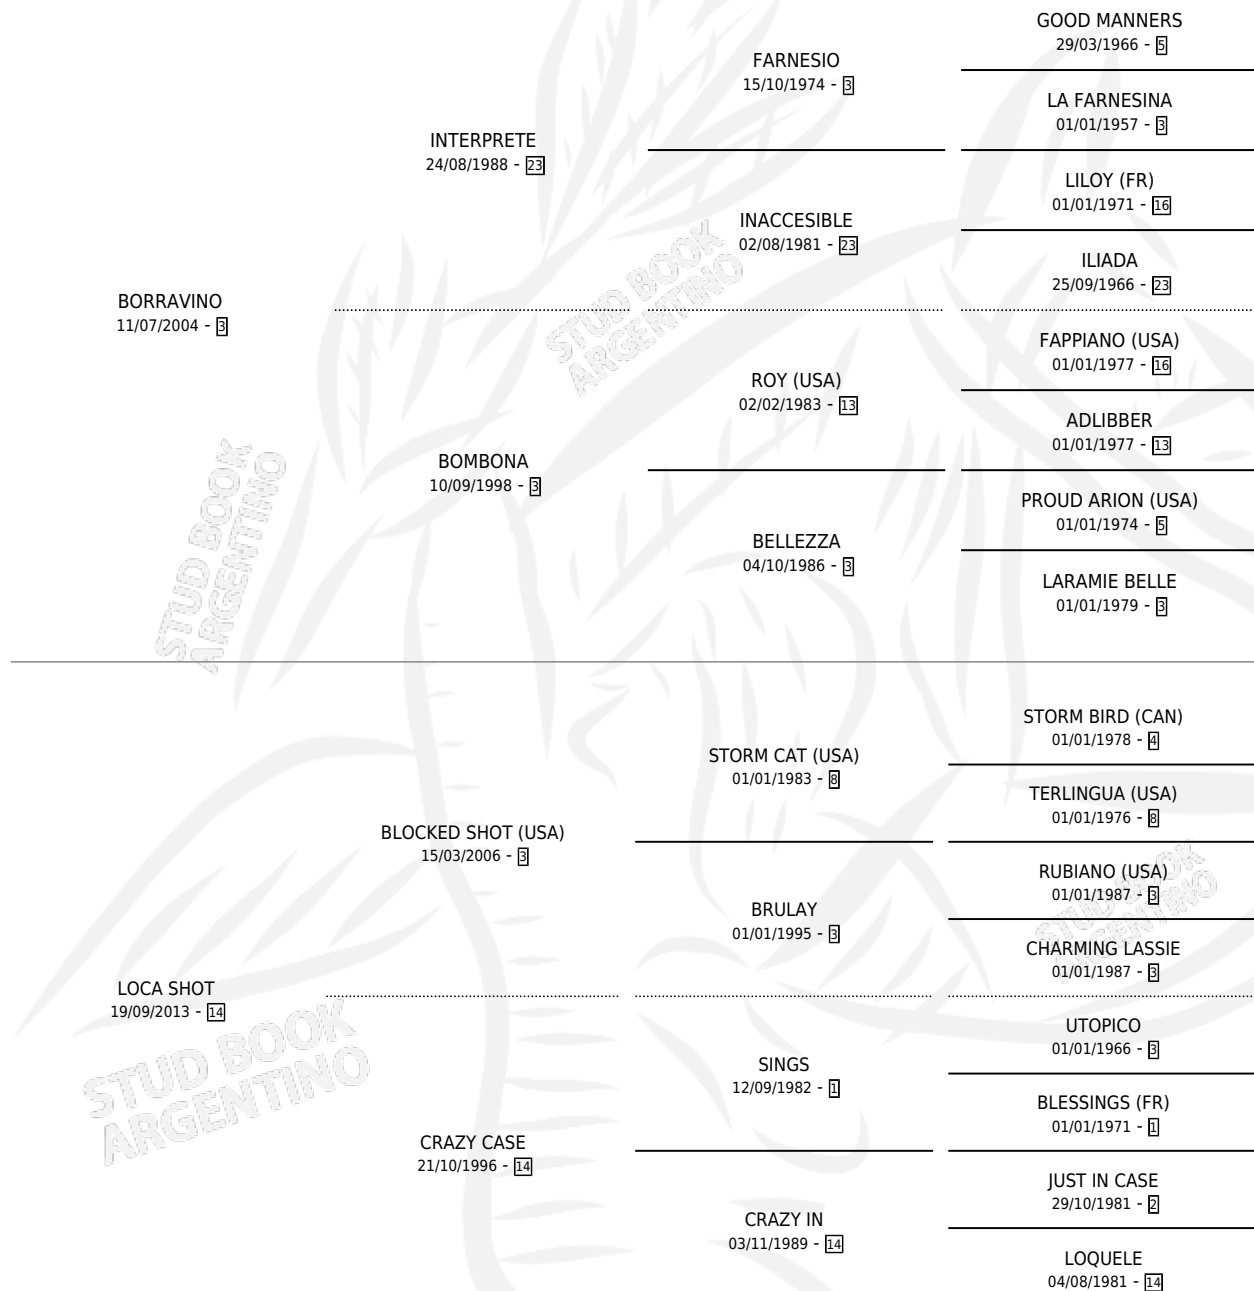 GOOD MANNERS
29/03/1966 - 5
FARNESIO
15/10/1974 - 3
LA FARNESINA
01/01/1957 - 3
INTERPRETE
24/08/1988 - 23
LILOY (FR)
01/01/1971 - 16
INACCESIBLE
02/08/1981 - 23
ILIADA
25/09/1966 - 23
BORRAVINO
11/07/2004 - 3
FAPPIANO (USA)
01/01/1977 - 16
ROY (USA)
02/02/1983 - 13
ADLIBBER
01/01/1977 - 13
BOMBONA
10/09/1998 - 3
PROUD ARION (USA)
01/01/1974 - 5
BELLEZZA
04/10/1986 - 3
LARAMIE BELLE
01/01/1979 - 3
STORM BIRD (CAN)
01/01/1978 - 4
STORM CAT (USA)
01/01/1983 - 8
TERLINGUA (USA)
01/01/1976 - 8
BLOCKED SHOT (USA)
15/03/2006 - 3
RUBIANO (USA)
01/01/1987 - 3
BRULAY
01/01/1995 - 3
CHARMING LASSIE
01/01/1987 - 3
LOCA SHOT
19/09/2013 - 14
UTOPICO
01/01/1966 - 3
SINGS
12/09/1982 - 1
BLESSINGS (FR)
01/01/1971 - 1
CRAZY CASE
21/10/1996 - 14
JUST IN CASE
29/10/1981 - 2
CRAZY IN
03/11/1989 - 14
LOQUELE
04/08/1981 - 14
STUD BOOK
ARGENTINO
STUD BOOK
ARGENTINO
STUD BOOK
ARGENTINO
STUD BOOK
ARGENTINO